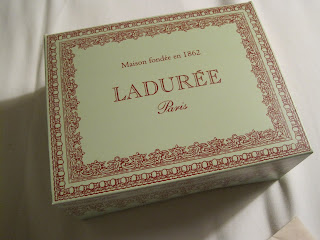 Maison fondée en 1862
LADURÉE
Paris